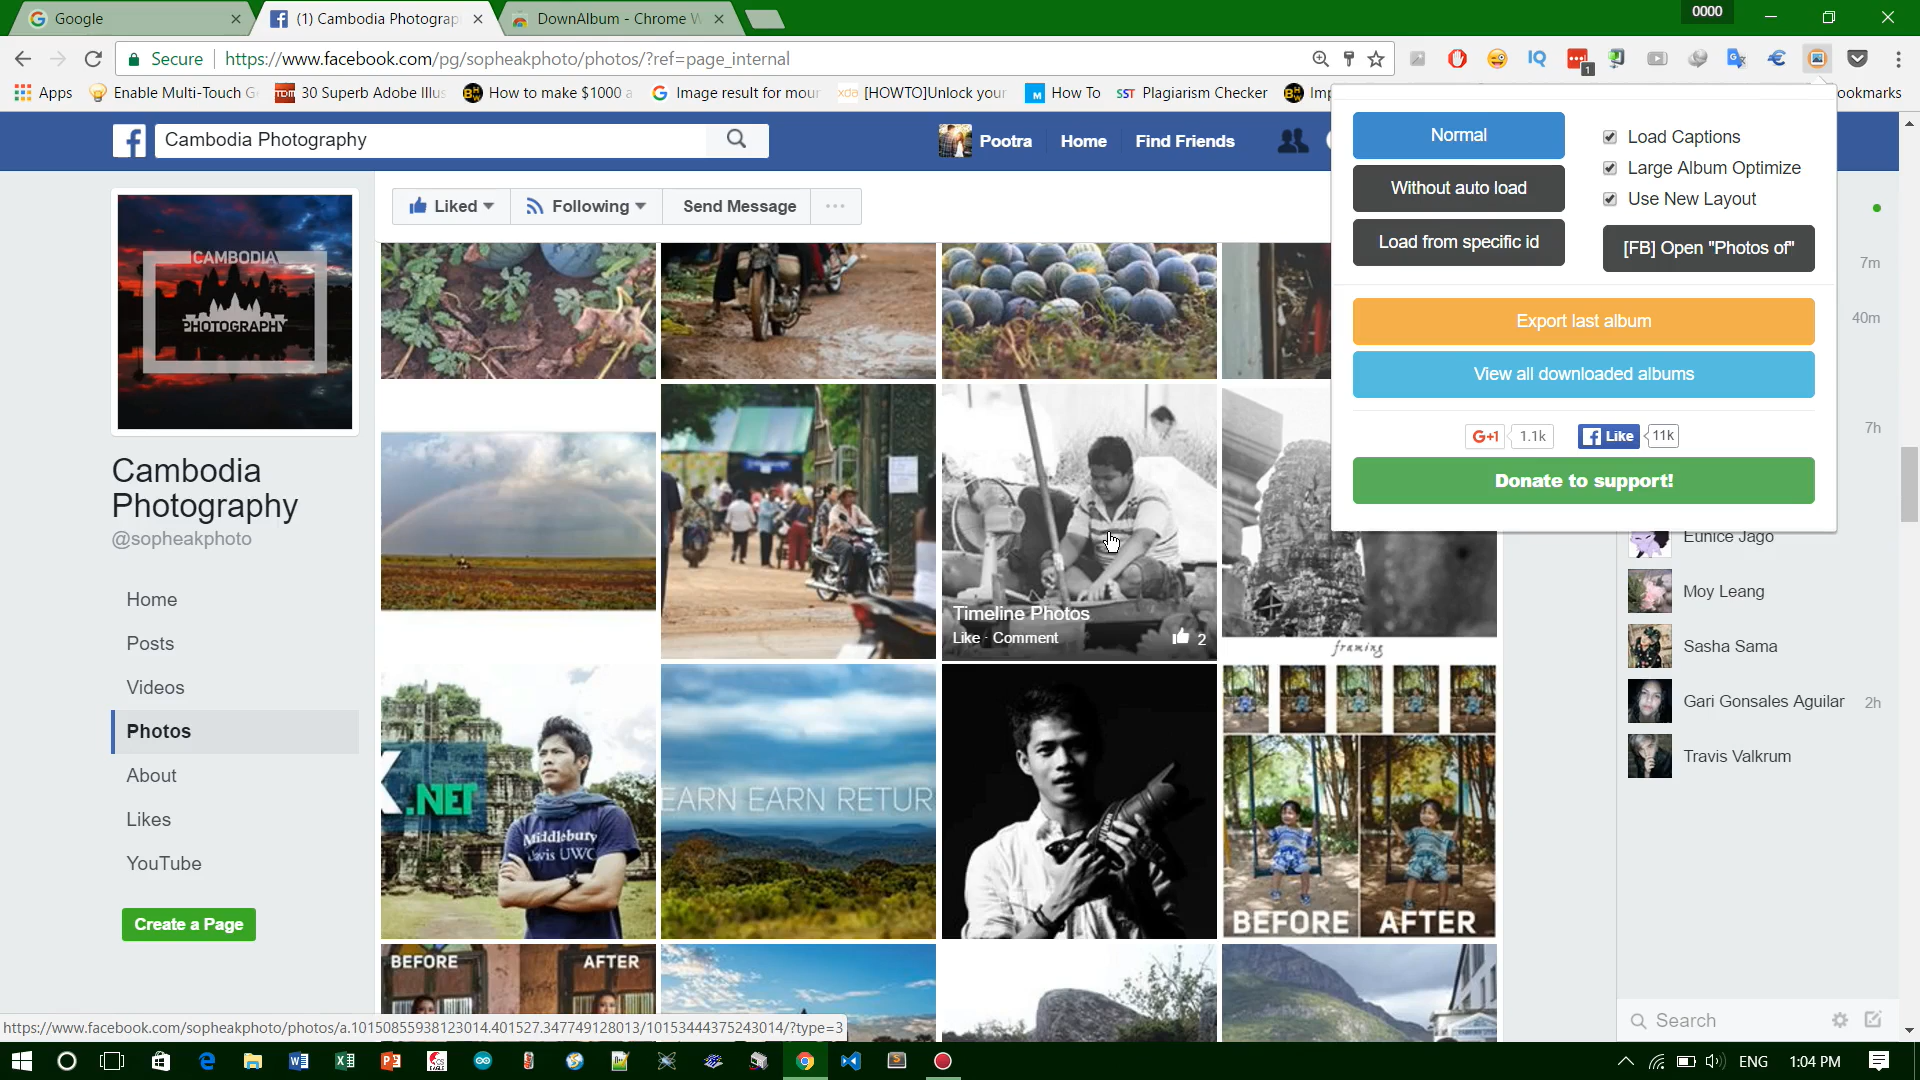 Google
(1) Cambodia Photograp
DownAlbum - Chrome W
0000
Secure
https://www.facebook.com/pg/sopheakphoto/photos/?ref=page_internal
1
Apps
Enable Multi-Touch G
30 Superb Adobe Illus
How to make $1000 a
Image result for mour
[HOWTO]Unlock your
How To
SST
Plagiarism Checker
Imp
ookmarks
Cambodia Photography
Pootra
Home
Find Friends
Normal
Without auto load
Load from specific id
Load Captions
Large Album Optimize
Use New Layout
[FB] Open "Photos of"
Export last album
View all downloaded albums
G+1
1.1k
Like
11k
Donate to support!
Liked
Following
Send Message
CAMBODIA
PHOTOGRAPHY
Cambodia
Photography
@sopheakphoto
Home
Posts
Videos
Photos
About
Likes
YouTube
Create a Page
Timeline Photos
Like · Comment
2
framing
.NET
Middlebury
Davis UWC
EARN EARN RETUR
BEFORE
AFTER
BEFORE
AFTER
7m
40m
7h
Eunice Jago
Moy Leang
Sasha Sama
Gari Gonsales Aguilar
2h
Travis Valkrum
Search
https://www.facebook.com/sopheakphoto/photos/a.10150855938123014.401527.347749128013/10153444375243014/?type=3
ENG
1:04 PM